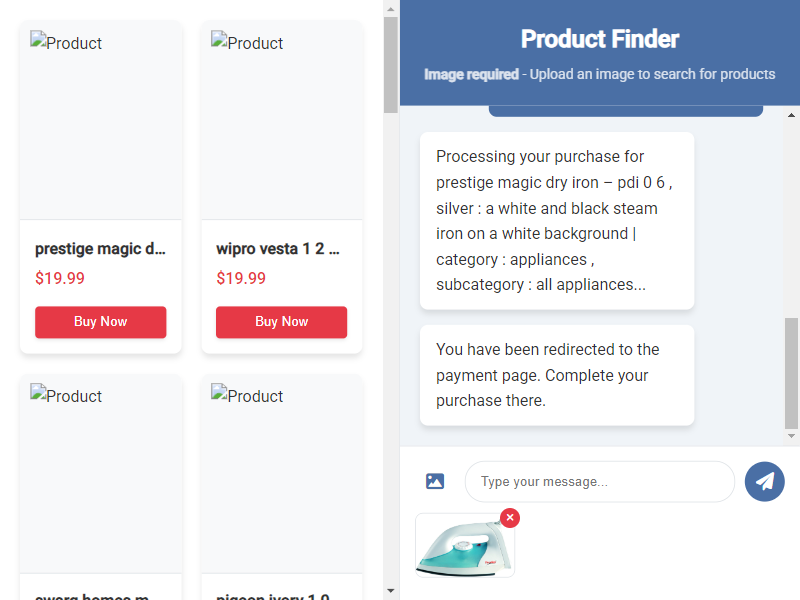 Product
Product
prestige magic d...
wipro vesta 1 2 ...
$19.99
$19.99
Buy Now
Buy Now
Product
Product
swarg homes m
pigeon ivory 1 0
Product Finder
Image required - Upload an image to search for products
Processing your purchase for
prestige magic dry iron – pdi 0 6 ,
silver : a white and black steam
iron on a white background |
category : appliances ,
subcategory : all appliances...
You have been redirected to the
payment page. Complete your
purchase there.
Type your message...